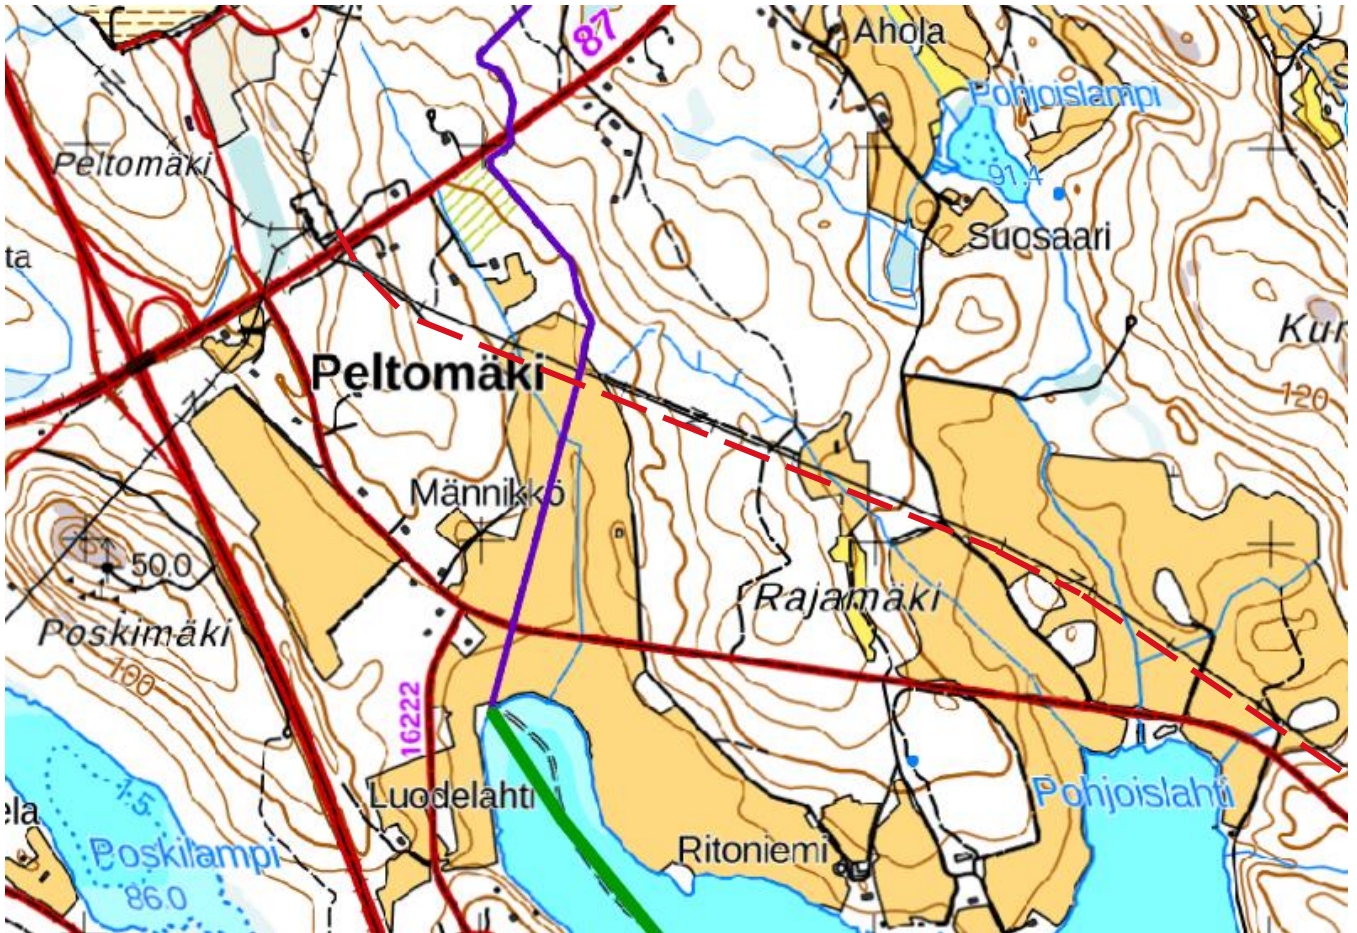 87
Ahola
Pohjoislampi
Peltomäki
91.4
Suosaari
ta
Kur
Peltomäki
120
Männikkö
50.0
Rajamäki
Poskimäki
100
16222
1.5
Luodelahti
Pohjoislahti
ela
Poskilampi
Ritoniemi
86.0